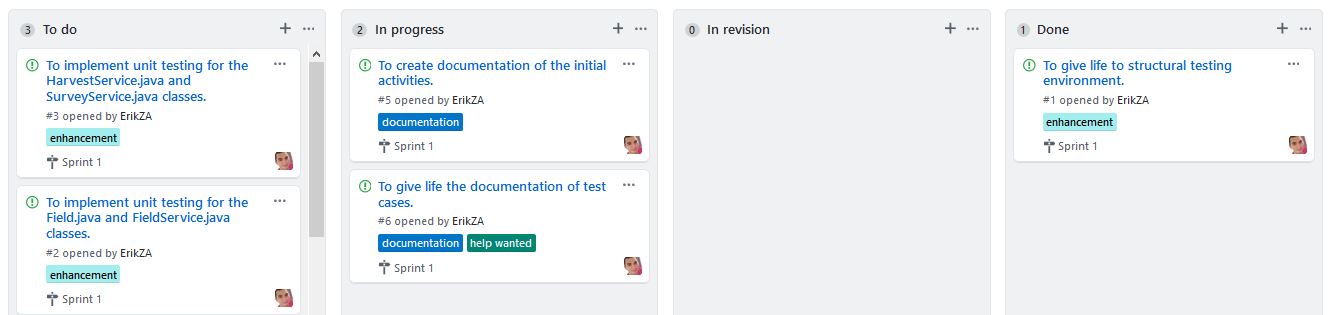 3 To do
To implement unit testing for the
HarvestService.java and
SurveyService.java classes.
#3 opened by ErikZA
enhancement
Sprint 1
To implement unit testing for the
Field.java and FieldService.java
classes.
#2 opened by ErikZA
enhancement
Sprint 1
2 In progress
To create documentation of the initial
activities.
#5 opened by ErikZA
documentation
Sprint 1
To give life the documentation of test
cases.
#6 opened by ErikZA
documentation help wanted
Sprint 1
0 In revision
1 Done
To give life to structural testing
environment.
#1 opened by ErikZA
enhancement
Sprint 1